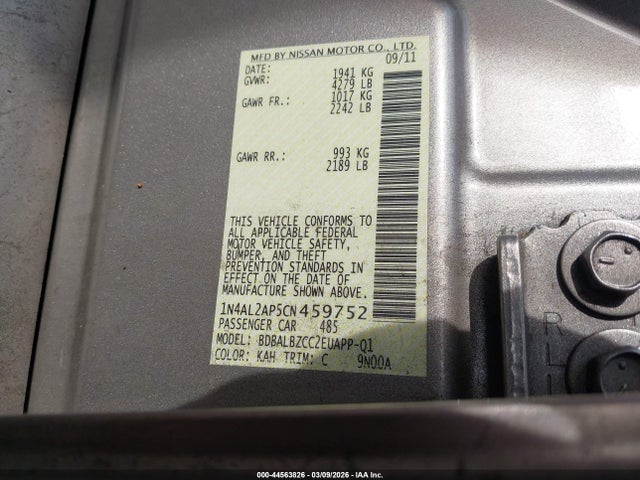 MFD BY NISSAN MOTOR CO., LTD.
DATE: 09/11
GVWR: 1941 KG
4279 LB
GAWR FR.: 1017 KG
2242 LB
GAWR RR.: 993 KG
2189 LB
THIS VEHICLE CONFORMS TO
ALL APPLICABLE FEDERAL
MOTOR VEHICLE SAFETY,
BUMPER, AND THEFT
PREVENTION STANDARDS IN
EFFECT ON THE DATE OF
MANUFACTURE SHOWN ABOVE.
1N4AL2AP5CN459752
PASSENGER CAR 485
MODEL: BDBALBZCC2EUAPP-Q1
COLOR: KAH TRIM: C 9N00A
R L
000-44563826 | 03/09/2026 | IAA Inc.